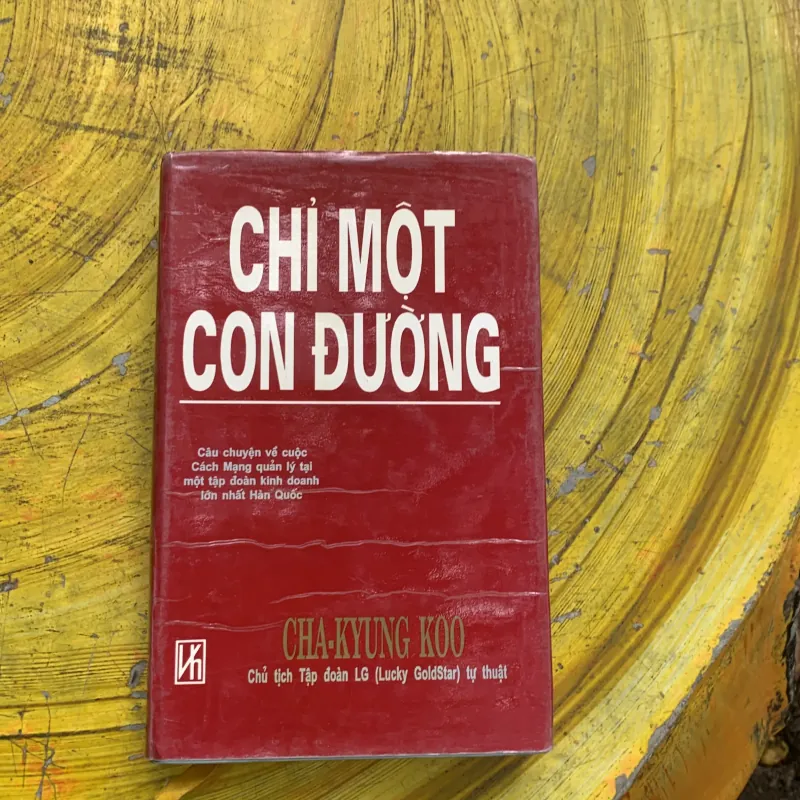 CHỈ MỘT
CON ĐƯỜNG
Câu chuyện về cuộc
Cách Mạng quản lý tại
một tập đoàn kinh doanh
lớn nhất Hàn Quốc
CHA-KYUNG KOO
Chủ tịch Tập đoàn LG (Lucky GoldStar) tự thuật